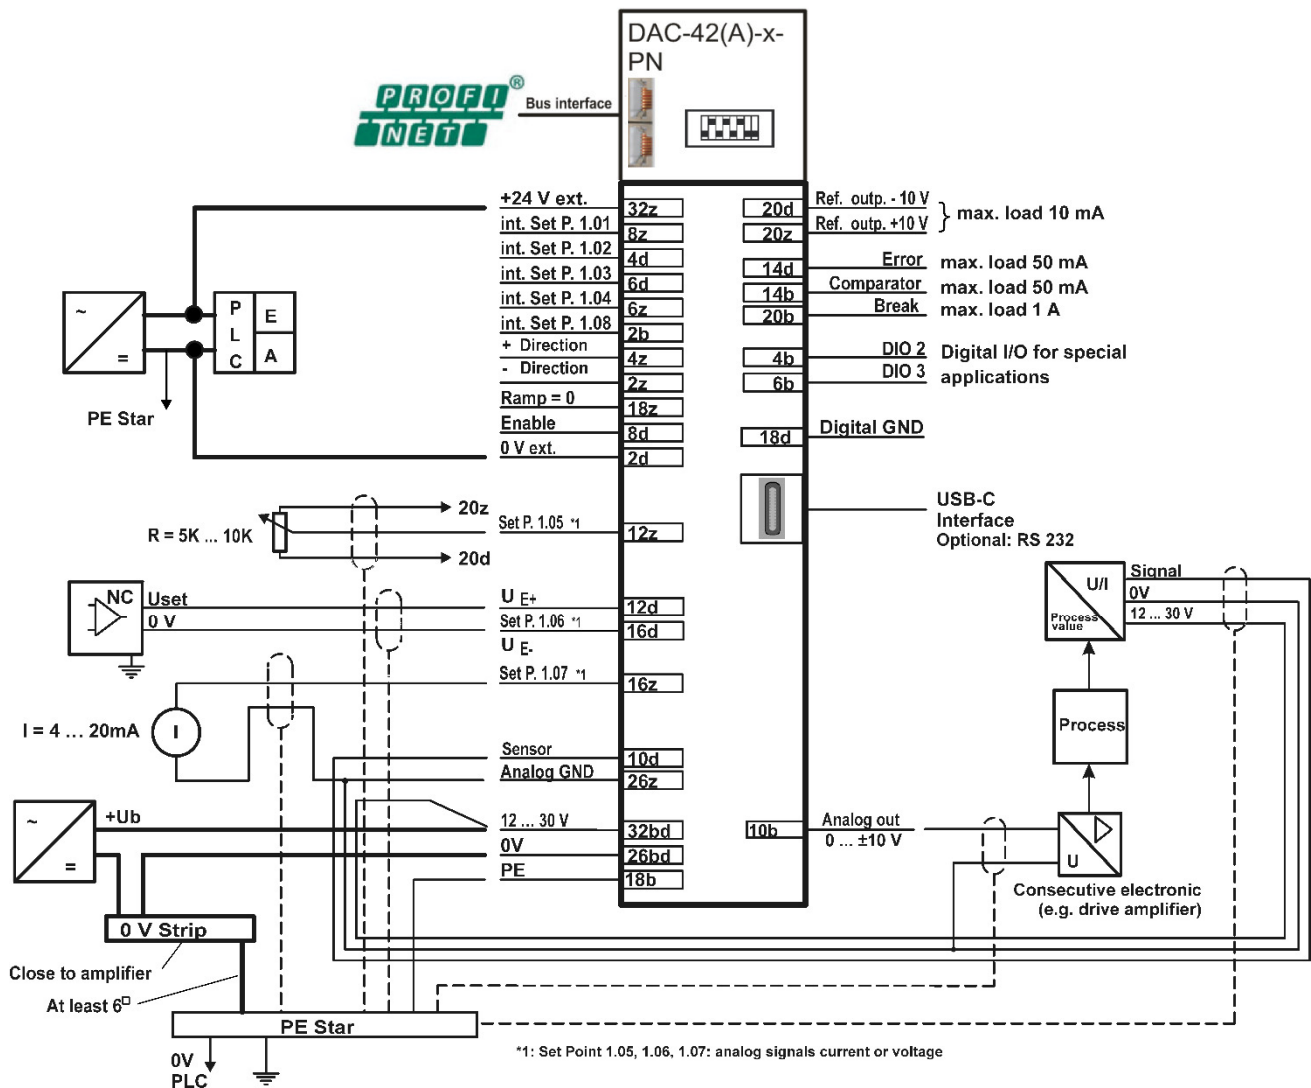 DAC-42(A)-x-
PN
PROFI
NET®
Bus interface
+24 V ext.
int. Set P. 1.01
int. Set P. 1.02
int. Set P. 1.03
int. Set P. 1.04
int. Set P. 1.08
+ Direction
- Direction
Ramp = 0
Enable
0 V ext.
32z
8z
4d
6d
6z
2b
4z
2z
18z
8d
2d
20d
20z
14d
14b
20b
4b
6b
18d
Ref. outp. - 10 V
Ref. outp. +10 V
max. load 10 mA
Error
max. load 50 mA
Comparator
max. load 50 mA
Break
max. load 1 A
DIO 2
Digital I/O for special
DIO 3
applications
Digital GND
~
=
P
L
C
E
A
PE Star
USB-C
Interface
Optional: RS 232
R = 5K ... 10K
20z
20d
Set P. 1.05 *1
12z
NC
Uset
0 V
U E+
Set P. 1.06 *1
U E-
12d
16d
Set P. 1.07 *1
16z
I = 4 ... 20mA
I
Sensor
Analog GND
10d
26z
~
=
+Ub
12 ... 30 V
0V
PE
32bd
26bd
18b
10b
Analog out
0 ... ±10 V
U/I
Process
value
Signal
0V
12 ... 30 V
Process
U
Consecutive electronic
(e.g. drive amplifier)
0 V Strip
Close to amplifier
At least 6□
PE Star
0V
PLC
*1: Set Point 1.05, 1.06, 1.07: analog signals current or voltage